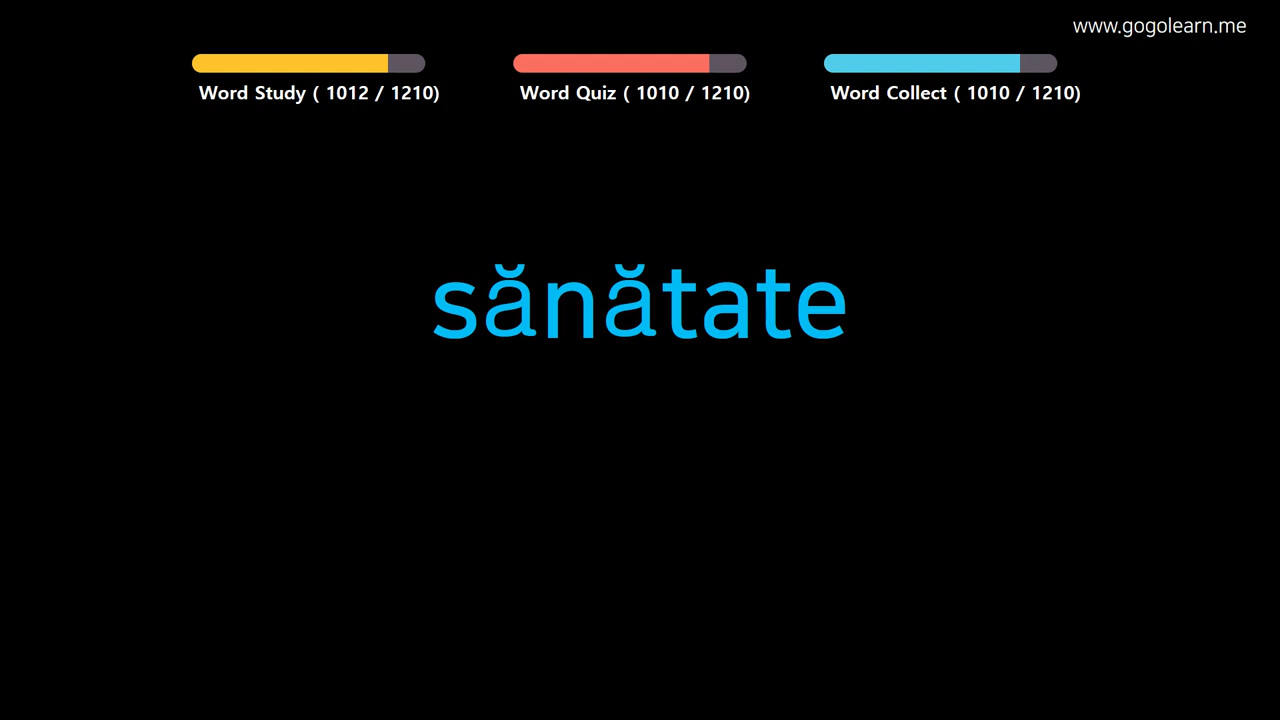 www.gogolearn.me
Word Study ( 1012 / 1210)
Word Quiz ( 1010 / 1210)
Word Collect ( 1010 / 1210)
sănătate